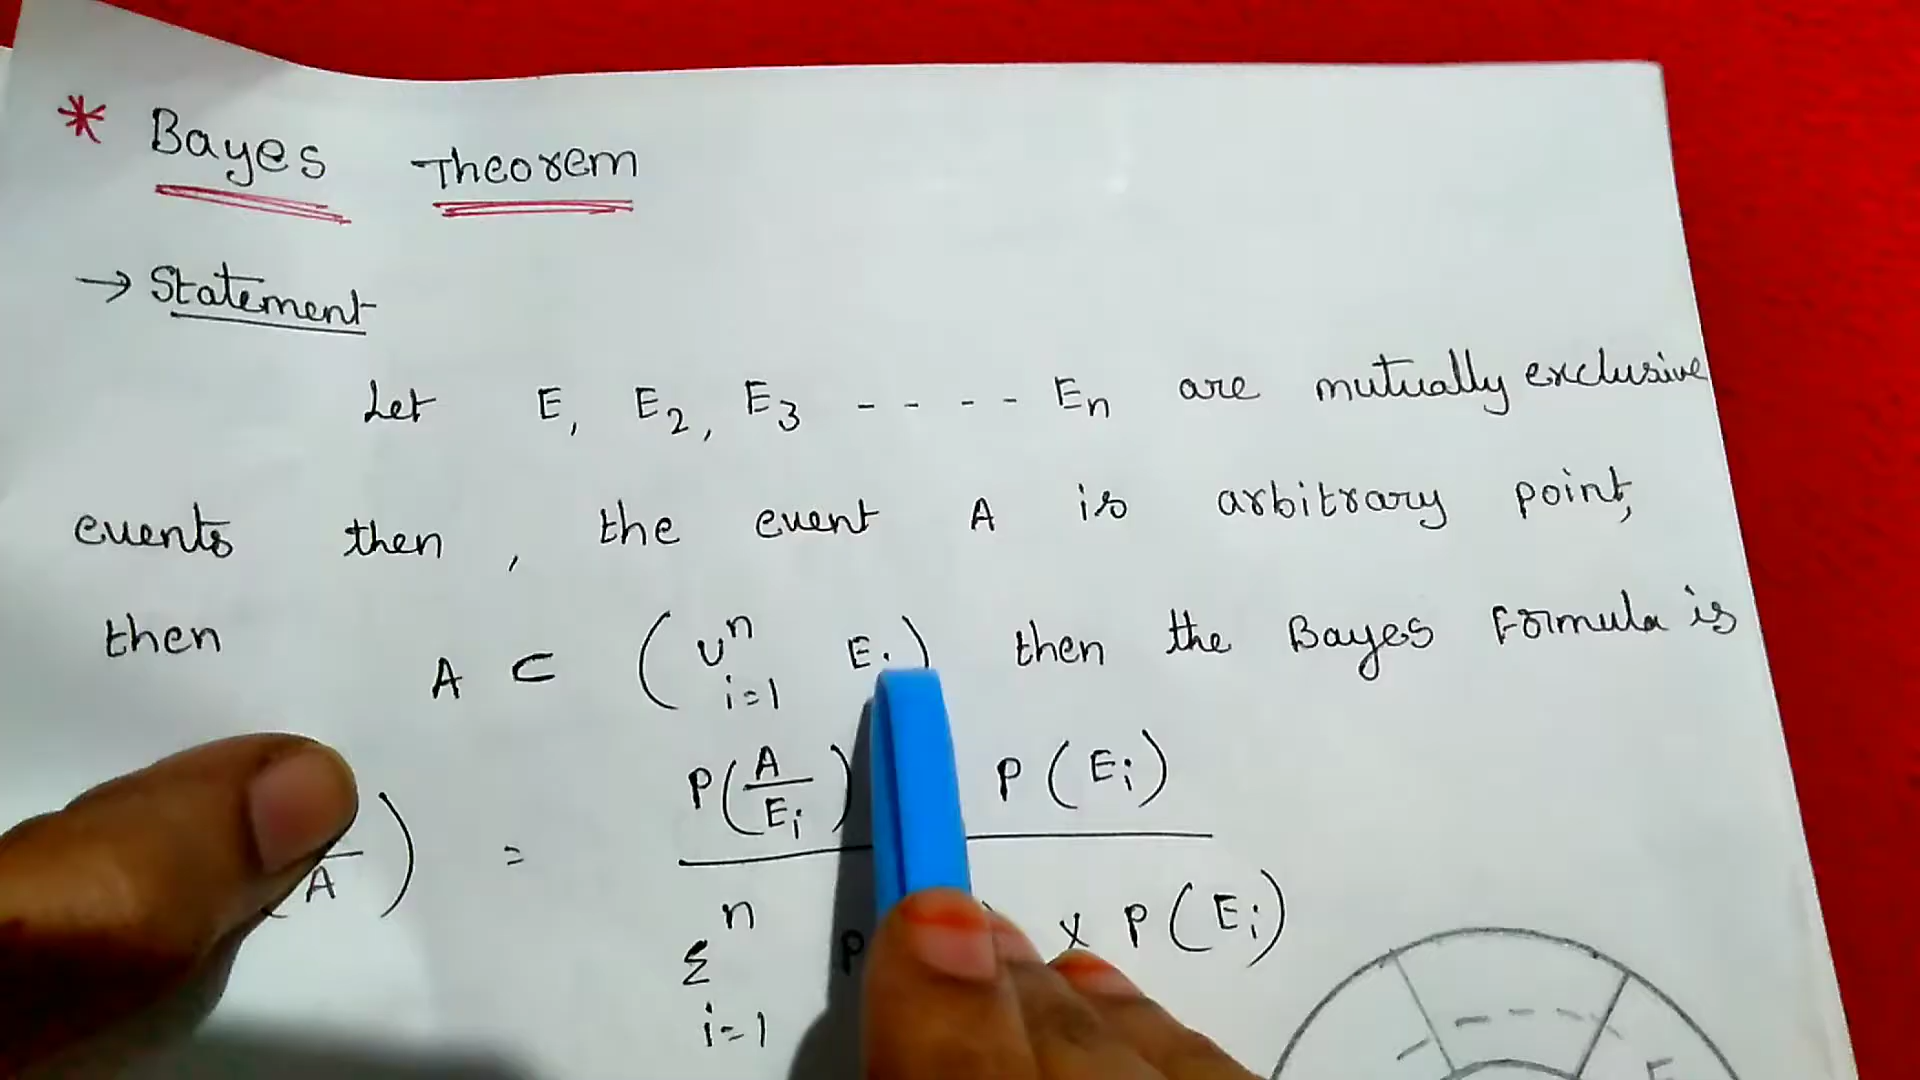 * Bayes Theorem
→ Statement
Let E, E2, E3 - - - - En are mutually exclusive
events then , the event A is arbitrary point,
then A ⊂ ( ∪ⁿ i=1 Ei ) then the Bayes Formula is
A ) = P(A/Ei) P(Ei)
n Σ i=1 P x P(Ei)
E